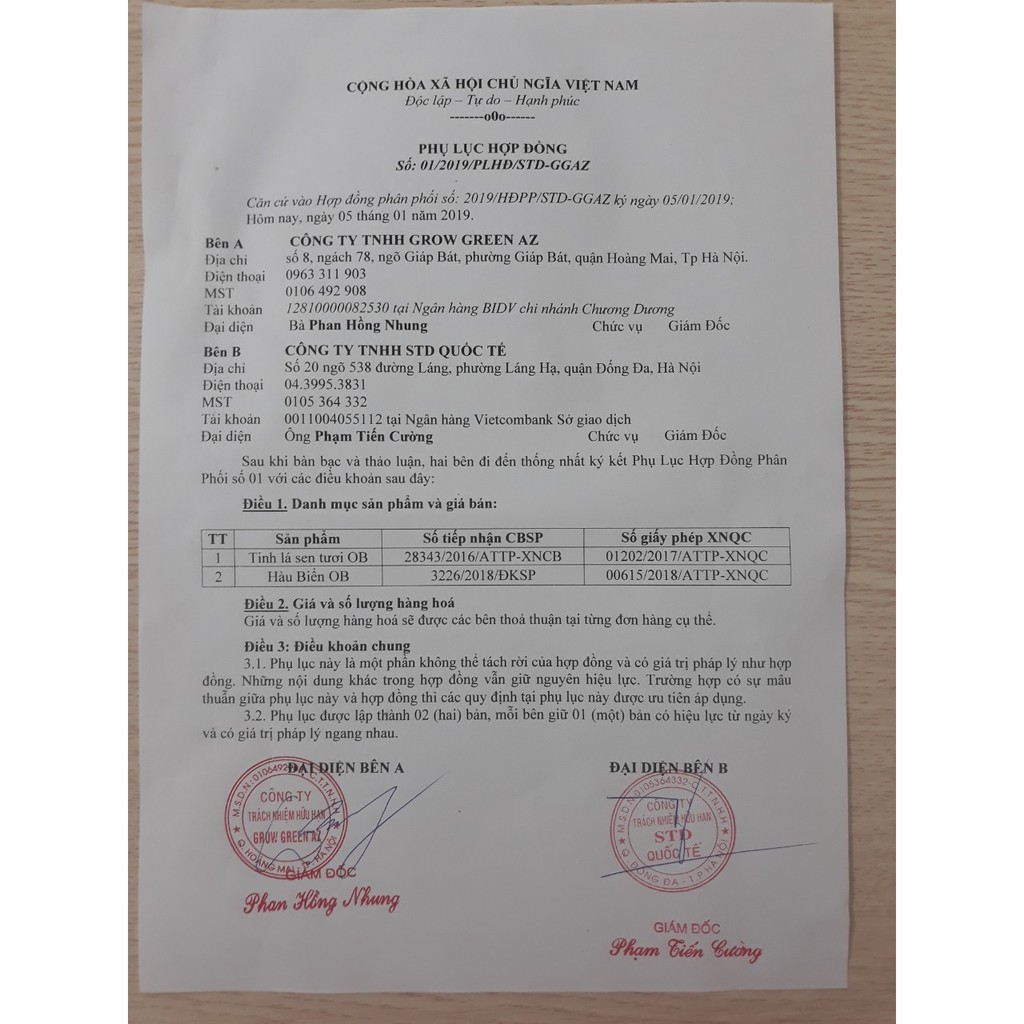 CỘNG HÒA XÃ HỘI CHỦ NGĨA VIỆT NAM
Độc lập – Tự do – Hạnh phúc
-------o0o------
PHỤ LỤC HỢP ĐỒNG
Số: 01/2019/PLHĐ/STD-GGAZ
Căn cứ vào Hợp đồng phân phối số: 2019/HĐPP/STD-GGAZ ký ngày 05/01/2019;
Hôm nay, ngày 05 tháng 01 năm 2019.
Bên A CÔNG TY TNHH GROW GREEN AZ
Địa chỉ số 8, ngách 78, ngõ Giáp Bát, phường Giáp Bát, quận Hoàng Mai, Tp Hà Nội.
Điện thoại 0963 311 903
MST 0106 492 908
Tài khoản 12810000082530 tại Ngân hàng BIDV chi nhánh Chương Dương
Đại diện Bà Phan Hồng Nhung Chức vụ Giám Đốc
Bên B CÔNG TY TNHH STD QUỐC TẾ
Địa chỉ Số 20 ngõ 538 đường Láng, phường Láng Hạ, quận Đống Đa, Hà Nội
Điện thoại 04.3995.3831
MST 0105 364 332
Tài khoản 0011004055112 tại Ngân hàng Vietcombank Sở giao dịch
Đại diện Ông Phạm Tiến Cường Chức vụ Giám Đốc
Sau khi bàn bạc và thảo luận, hai bên đi đến thống nhất ký kết Phụ Lục Hợp Đồng Phân
Phối số 01 với các điều khoản sau đây:
Điều 1. Danh mục sản phẩm và giá bán:
TT Sản phẩm Số tiếp nhận CBSP Số giấy phép XNQC
1 Tinh lá sen tươi OB 28343/2016/ATTP-XNCB 01202/2017/ATTP-XNQC
2 Hàu Biển OB 3226/2018/ĐKSP 00615/2018/ATTP-XNQC
Điều 2. Giá và số lượng hàng hoá
Giá và số lượng hàng hoá sẽ được các bên thoả thuận tại từng đơn hàng cụ thể.
Điều 3: Điều khoản chung
3.1. Phụ lục này là một phần không thể tách rời của hợp đồng và có giá trị pháp lý như hợp
đồng. Những nội dung khác trong hợp đồng vẫn giữ nguyên hiệu lực. Trường hợp có sự mâu
thuẫn giữa phụ lục này và hợp đồng thì các quy định tại phụ lục này được ưu tiên áp dụng.
3.2. Phụ lục được lập thành 02 (hai) bản, mỗi bên giữ 01 (một) bản có hiệu lực từ ngày ký
và có giá trị pháp lý ngang nhau.
ĐẠI DIỆN BÊN A ĐẠI DIỆN BÊN B
CÔNG TY
TRÁCH NHIỆM HỮU HẠN
GROW GREEN AZ
Q. HOÀNG MAI - TP. HÀ NỘI
GIÁM ĐỐC
Phan Hồng Nhung
M.S.D.N:0105364332-C.T.T.N.H.H
CÔNG TY
TRÁCH NHIỆM HỮU HẠN
STD
QUỐC TẾ
Q. ĐỐNG ĐA - T.P HÀ NỘI
GIÁM ĐỐC
Phạm Tiến Cường